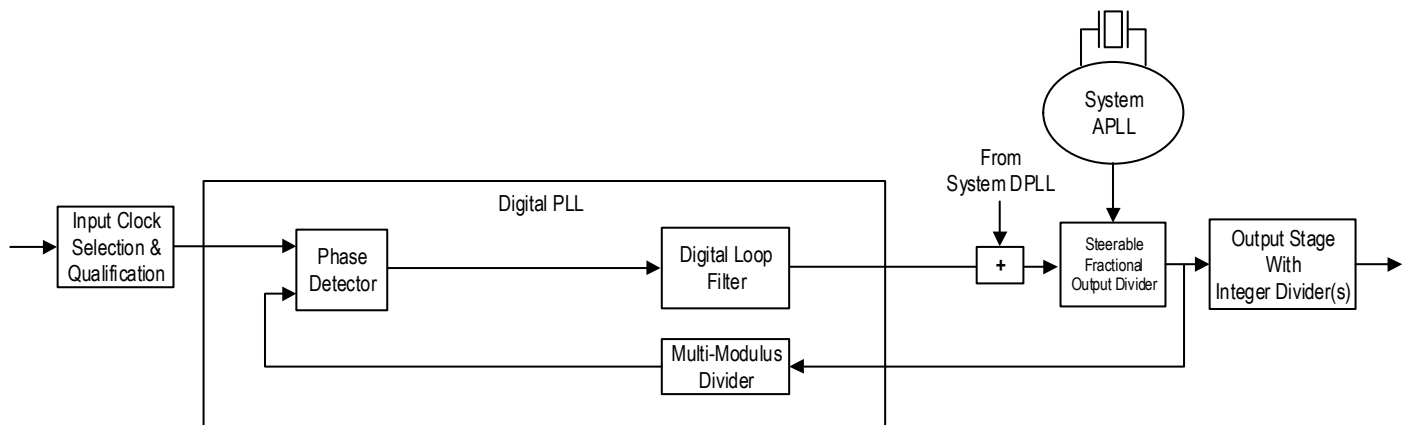 System
APLL
From
System DPLL
Digital PLL
Input Clock
Selection &
Qualification
Phase
Detector
Digital Loop
Filter
+
Steerable
Fractional
Output Divider
Output Stage
With
Integer Divider(s)
Multi-Modulus
Divider